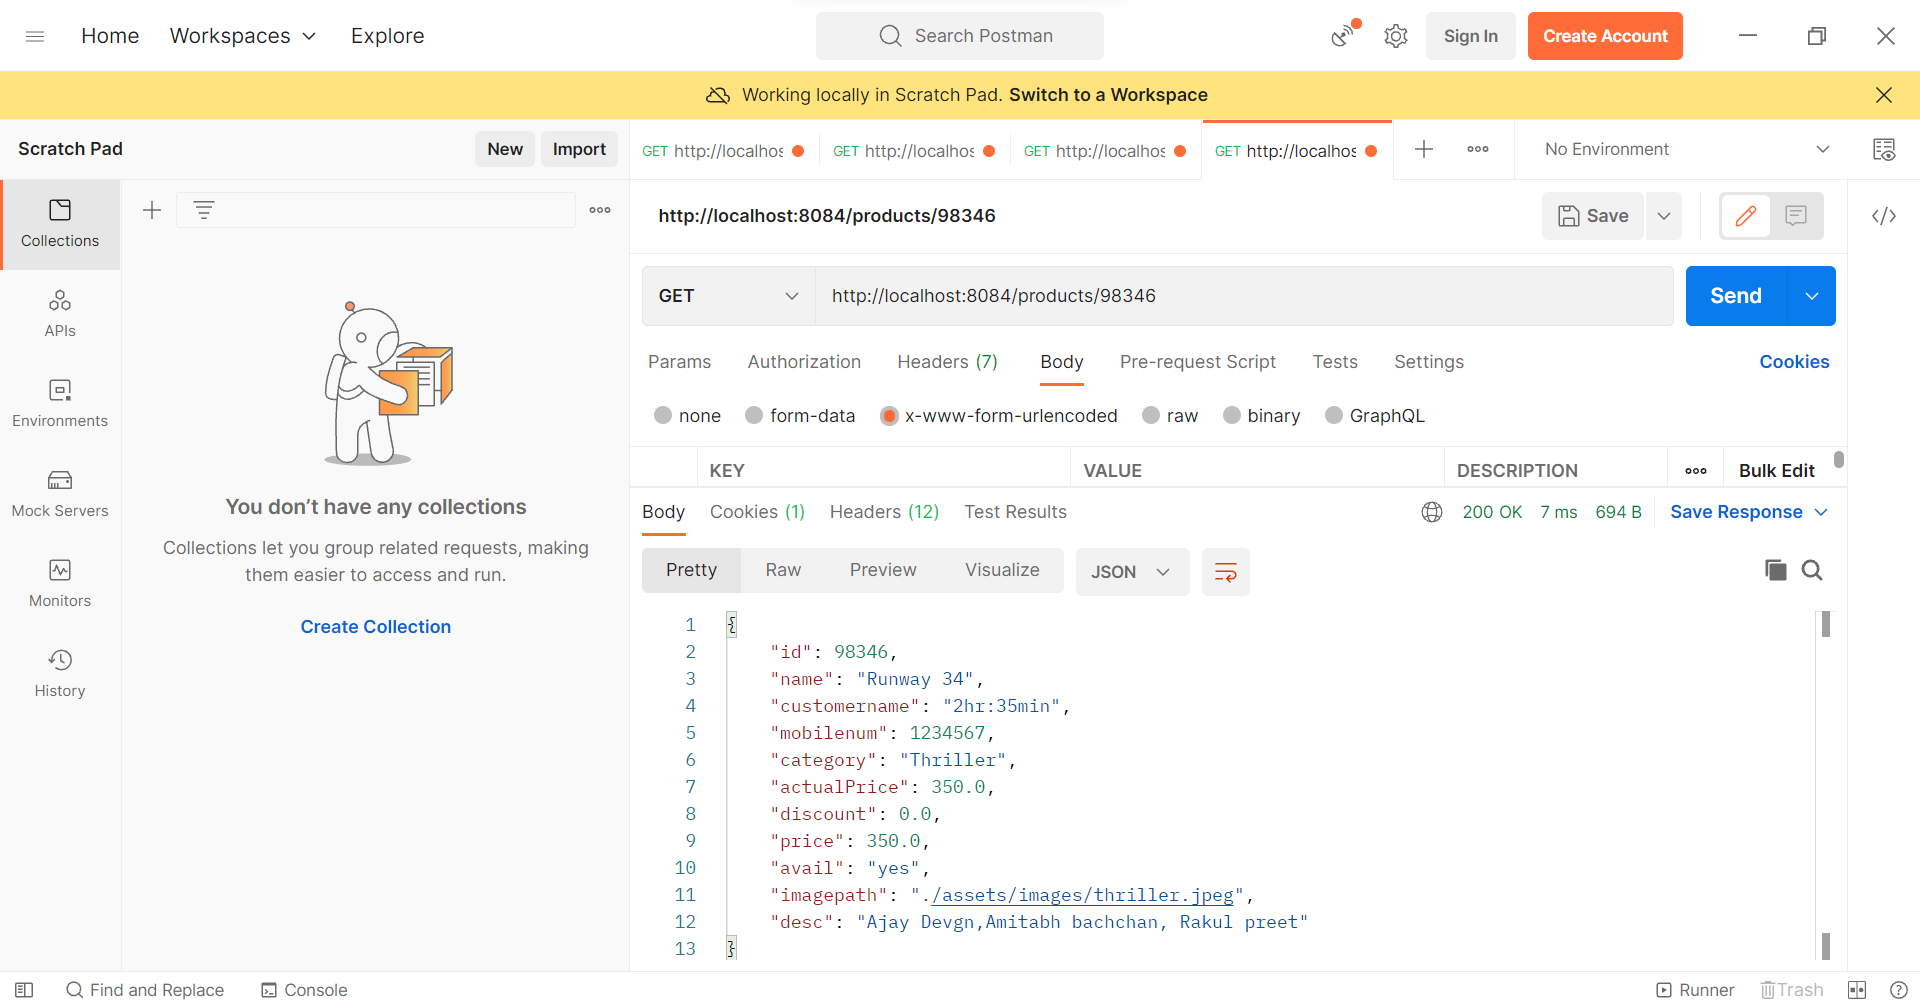 Home Workspaces Explore Search Postman Sign In Create Account
Working locally in Scratch Pad. Switch to a Workspace
Scratch Pad New Import GET http://localhos GET http://localhos GET http://localhos GET http://localhos No Environment
http://localhost:8084/products/98346 Save
Collections
APIs
Environments
Mock Servers
Monitors
History
You don’t have any collections
Collections let you group related requests, making
them easier to access and run.
Create Collection
GET http://localhost:8084/products/98346 Send
Params Authorization Headers (7) Body Pre-request Script Tests Settings Cookies
none form-data x-www-form-urlencoded raw binary GraphQL
KEY VALUE DESCRIPTION Bulk Edit
Body Cookies (1) Headers (12) Test Results 200 OK 7 ms 694 B Save Response
Pretty Raw Preview Visualize JSON
1 {
2 "id": 98346,
3 "name": "Runway 34",
4 "customername": "2hr:35min",
5 "mobilenum": 1234567,
6 "category": "Thriller",
7 "actualPrice": 350.0,
8 "discount": 0.0,
9 "price": 350.0,
10 "avail": "yes",
11 "imagepath": "./assets/images/thriller.jpeg",
12 "desc": "Ajay Devgn,Amitabh bachchan, Rakul preet"
13 }
Find and Replace Console Runner Trash